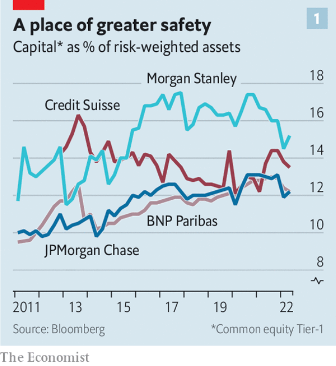 A place of greater safety
1
Capital* as % of risk-weighted assets
18
Morgan Stanley
Credit Suisse
16
14
12
BNP Paribas
JPMorgan Chase
10
8
2011 13 15 17 20 22
Source: Bloomberg *Common equity Tier-1
The Economist